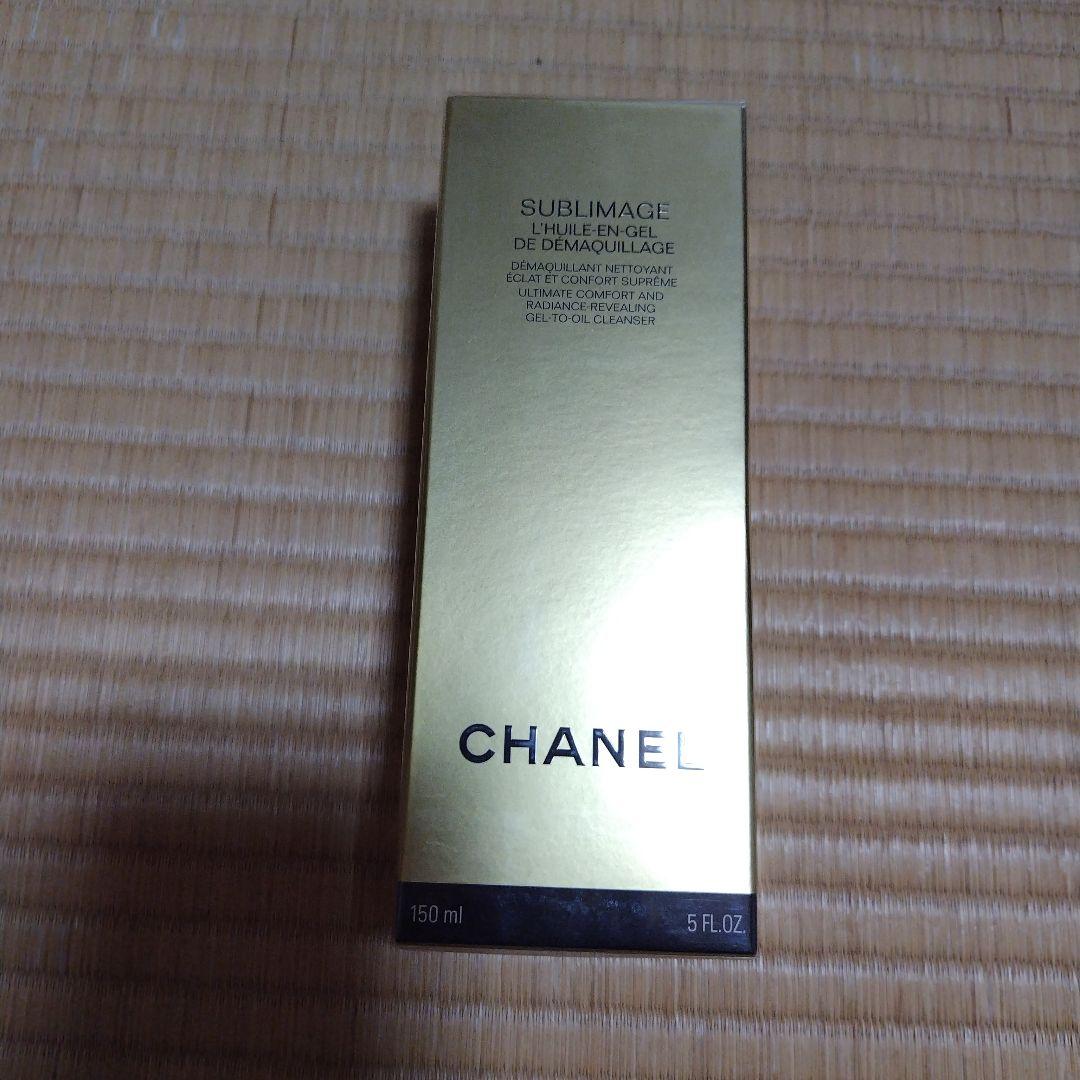 SUBLIMAGE
L'HUILE-EN-GEL
DE DÉMAQUILLAGE
DÉMAQUILLANT NETTOYANT
ÉCLAT ET CONFORT SUPRÊME
ULTIMATE COMFORT AND
RADIANCE-REVEALING
GEL-TO-OIL CLEANSER
CHANEL
150 ml 5 FL.OZ.